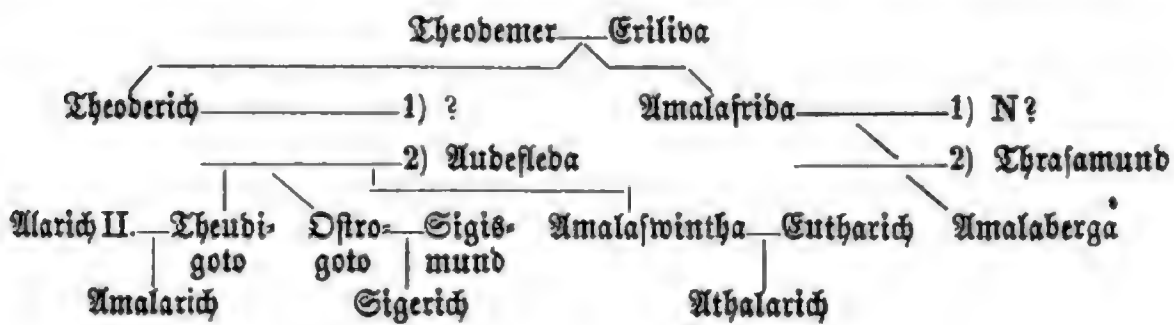 Theodemer Eriliva
Theoderich 1) ? Amalafrida 1) N?
2) Audefleda 2) Thrasamund
Alarich II. Theudi- Ostro- Sigis- Amalaswintha Eutharich Amalaberga
goto goto mund
Amalarich Sigerich Athalarich